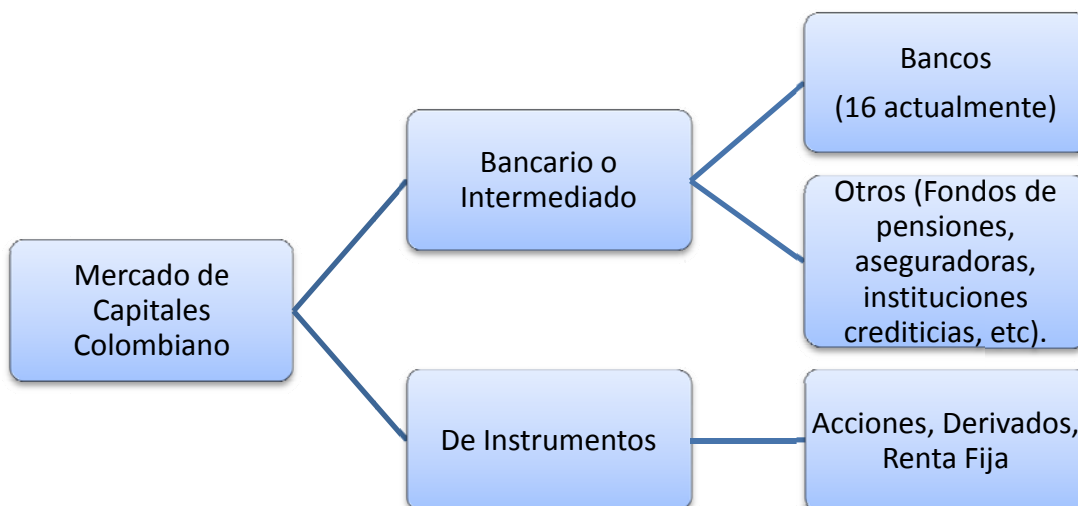 Mercado de
Capitales
Colombiano
Bancario o
Intermediado
Bancos
(16 actualmente)
Otros (Fondos de
pensiones,
aseguradoras,
instituciones
crediticias, etc).
De Instrumentos
Acciones, Derivados,
Renta Fija